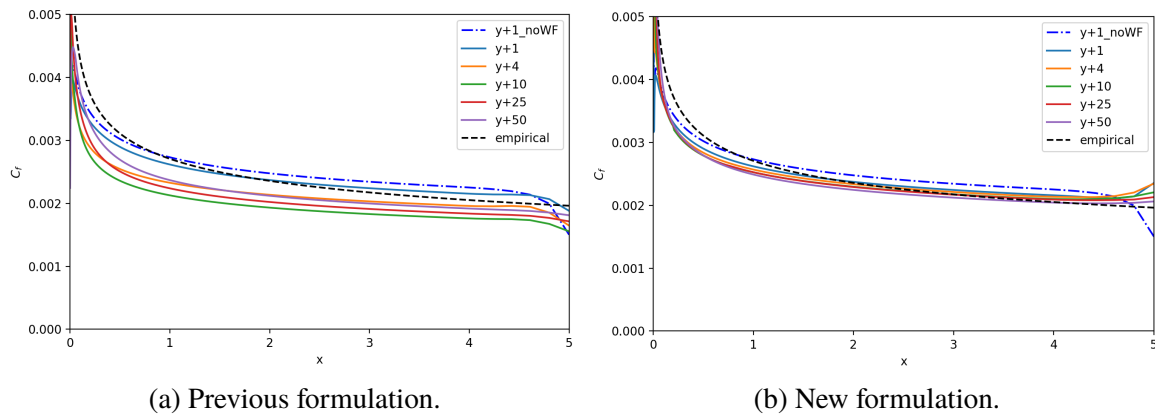 0.005
0.004
0.003
0.002
0.001
0.000
C_f
0 1 2 3 4 5
x
y+1_noWF
y+1
y+4
y+10
y+25
y+50
empirical
(a) Previous formulation.
0.005
0.004
0.003
0.002
0.001
0.000
C_f
0 1 2 3 4 5
x
y+1_noWF
y+1
y+4
y+10
y+25
y+50
empirical
(b) New formulation.